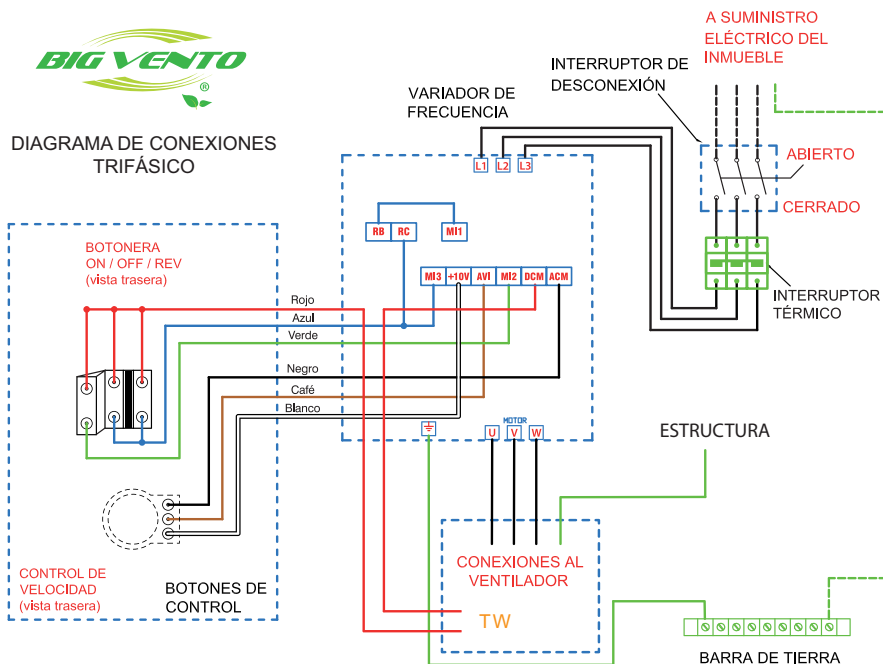 BIG VENTO
®
DIAGRAMA DE CONEXIONES
TRIFÁSICO
A SUMINISTRO
ELÉCTRICO DEL
INMUEBLE
INTERRUPTOR DE
DESCONEXIÓN
VARIADOR DE
FRECUENCIA
L1 L2 L3
ABIERTO
CERRADO
RB RC MI1
BOTONERA
ON / OFF / REV
(vista trasera)
MI3 +10V AVI MI2 DCM ACM
INTERRUPTOR
TÉRMICO
Rojo
Azul
Verde
Negro
Café
Blanco
MOTOR
U V W
ESTRUCTURA
CONEXIONES AL
VENTILADOR
TW
CONTROL DE
VELOCIDAD
(vista trasera)
BOTONES DE
CONTROL
BARRA DE TIERRA